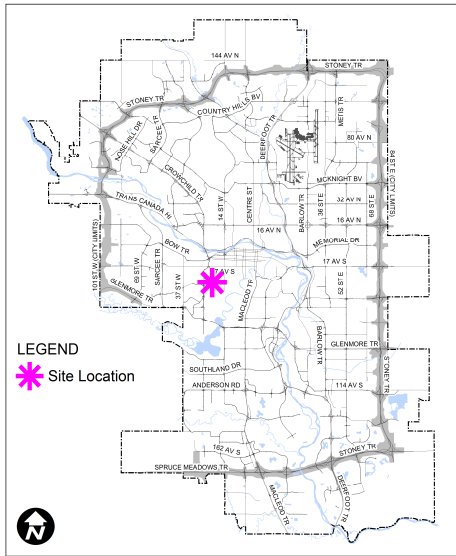 144 AV N
STONEY TR
STONEY TR
COUNTRY HILLS BV
METIS TR
NOSE HILL DR
SARCEE TR
DEERFOOT TR
80 AV N
CROWCHILD TR
14 ST W
CENTRE ST
BARLOW TR
MCKNIGHT BV
36 ST E
32 AV N
68 ST E
84 ST E (CITY LIMITS)
TRANS CANADA HI
16 AV N
16 AV N
MEMORIAL DR
101 ST W (CITY LIMITS)
BOW TR
69 ST W
SARCEE TR
37 ST W
17 AV S
17 AV S
52 ST E
GLENMORE TR
MACLEOD TR
BARLOW TR
GLENMORE TR
STONEY TR
LEGEND
Site Location
SOUTHLAND DR
ANDERSON RD
114 AV S
162 AV S
STONEY TR
SPRUCE MEADOWS TR
MACLEOD TR
DEERFOOT TR
N